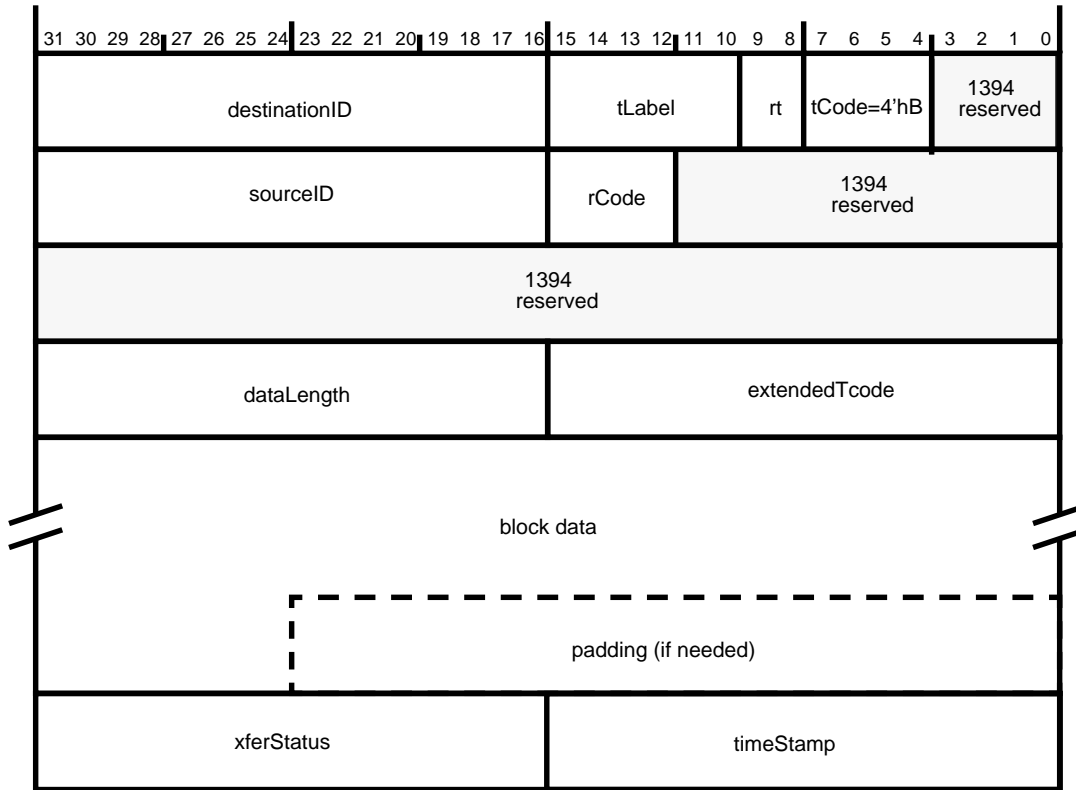 31 30 29 28 27 26 25 24 23 22 21 20 19 18 17 16 15 14 13 12 11 10 9 8 7 6 5 4 3 2 1 0
destinationID tLabel rt tCode=4'hB 1394
reserved
sourceID rCode 1394
reserved
1394
reserved
dataLength extendedTcode
block data
padding (if needed)
xferStatus timeStamp